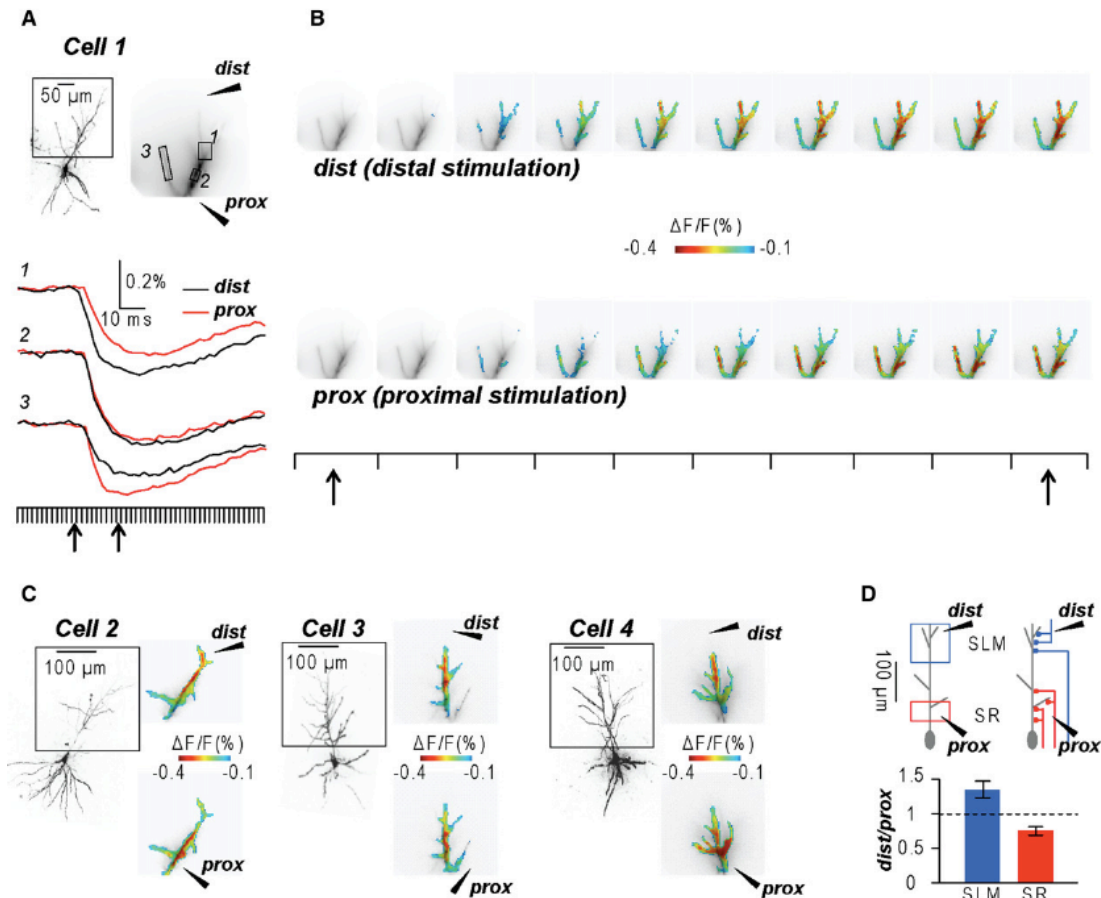 A
Cell 1
50 µm
dist
3
1
2
prox
1
0.2%
10 ms
dist
prox
2
3
B
dist (distal stimulation)
ΔF/F(%)
-0.4 -0.1
prox (proximal stimulation)
C
Cell 2
100 µm
dist
ΔF/F(%)
-0.4 -0.1
prox
Cell 3
100 µm
dist
ΔF/F(%)
-0.4 -0.1
prox
Cell 4
100 µm
dist
ΔF/F(%)
-0.4 -0.1
prox
D
dist
SLM
dist
100 µm
SR
prox
prox
dist/prox
1.5
1
0.5
0
SLM SR